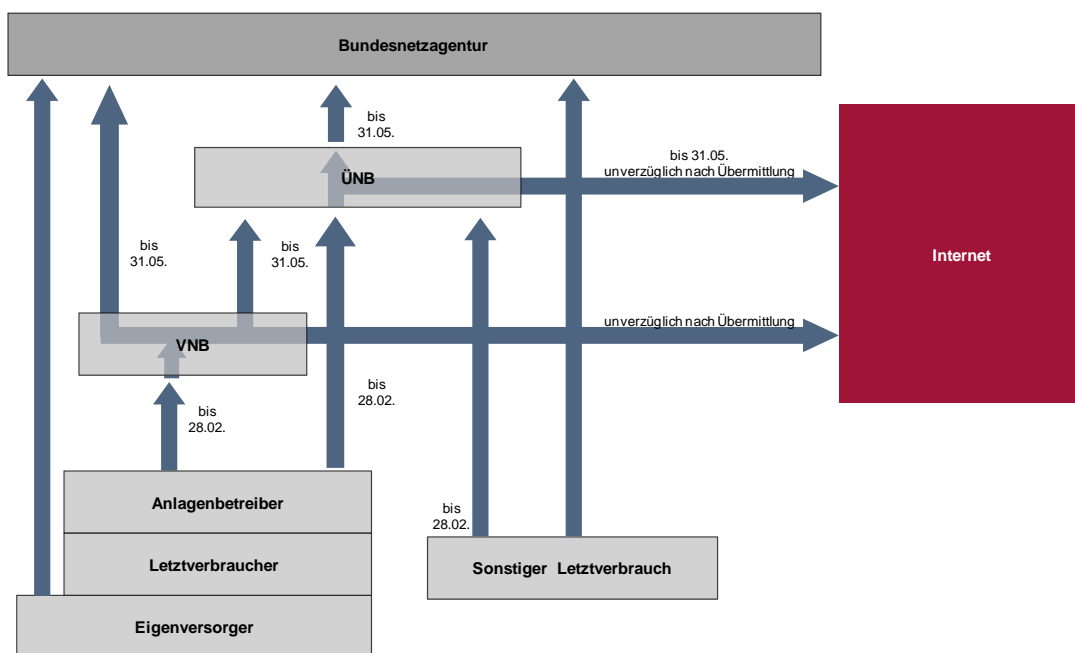 Bundesnetzagentur
bis
31.05.
ÜNB
bis 31.05.
unverzüglich nach Übermittlung
Internet
bis
31.05.
bis
31.05.
VNB
unverzüglich nach Übermittlung
bis
28.02.
bis
28.02.
Anlagenbetreiber
bis
28.02.
Letztverbraucher
Sonstiger Letztverbrauch
Eigenversorger